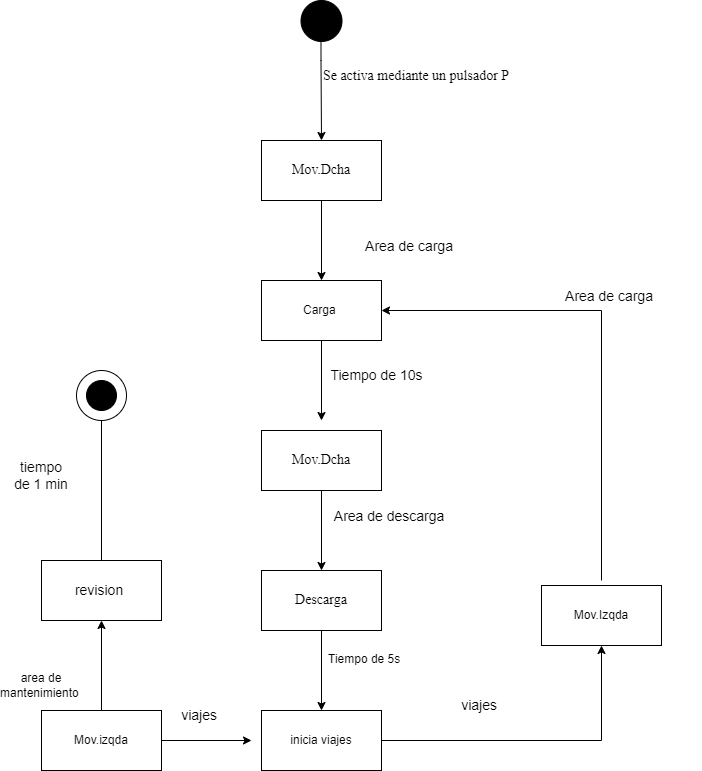 Se activa mediante un pulsador P
Mov.Dcha
Area de carga
Carga
Area de carga
Tiempo de 10s
Mov.Dcha
tiempo
de 1 min
Area de descarga
revision
Descarga
Mov.Izqda
Tiempo de 5s
area de
mantenimiento
viajes
viajes
Mov.izqda
inicia viajes